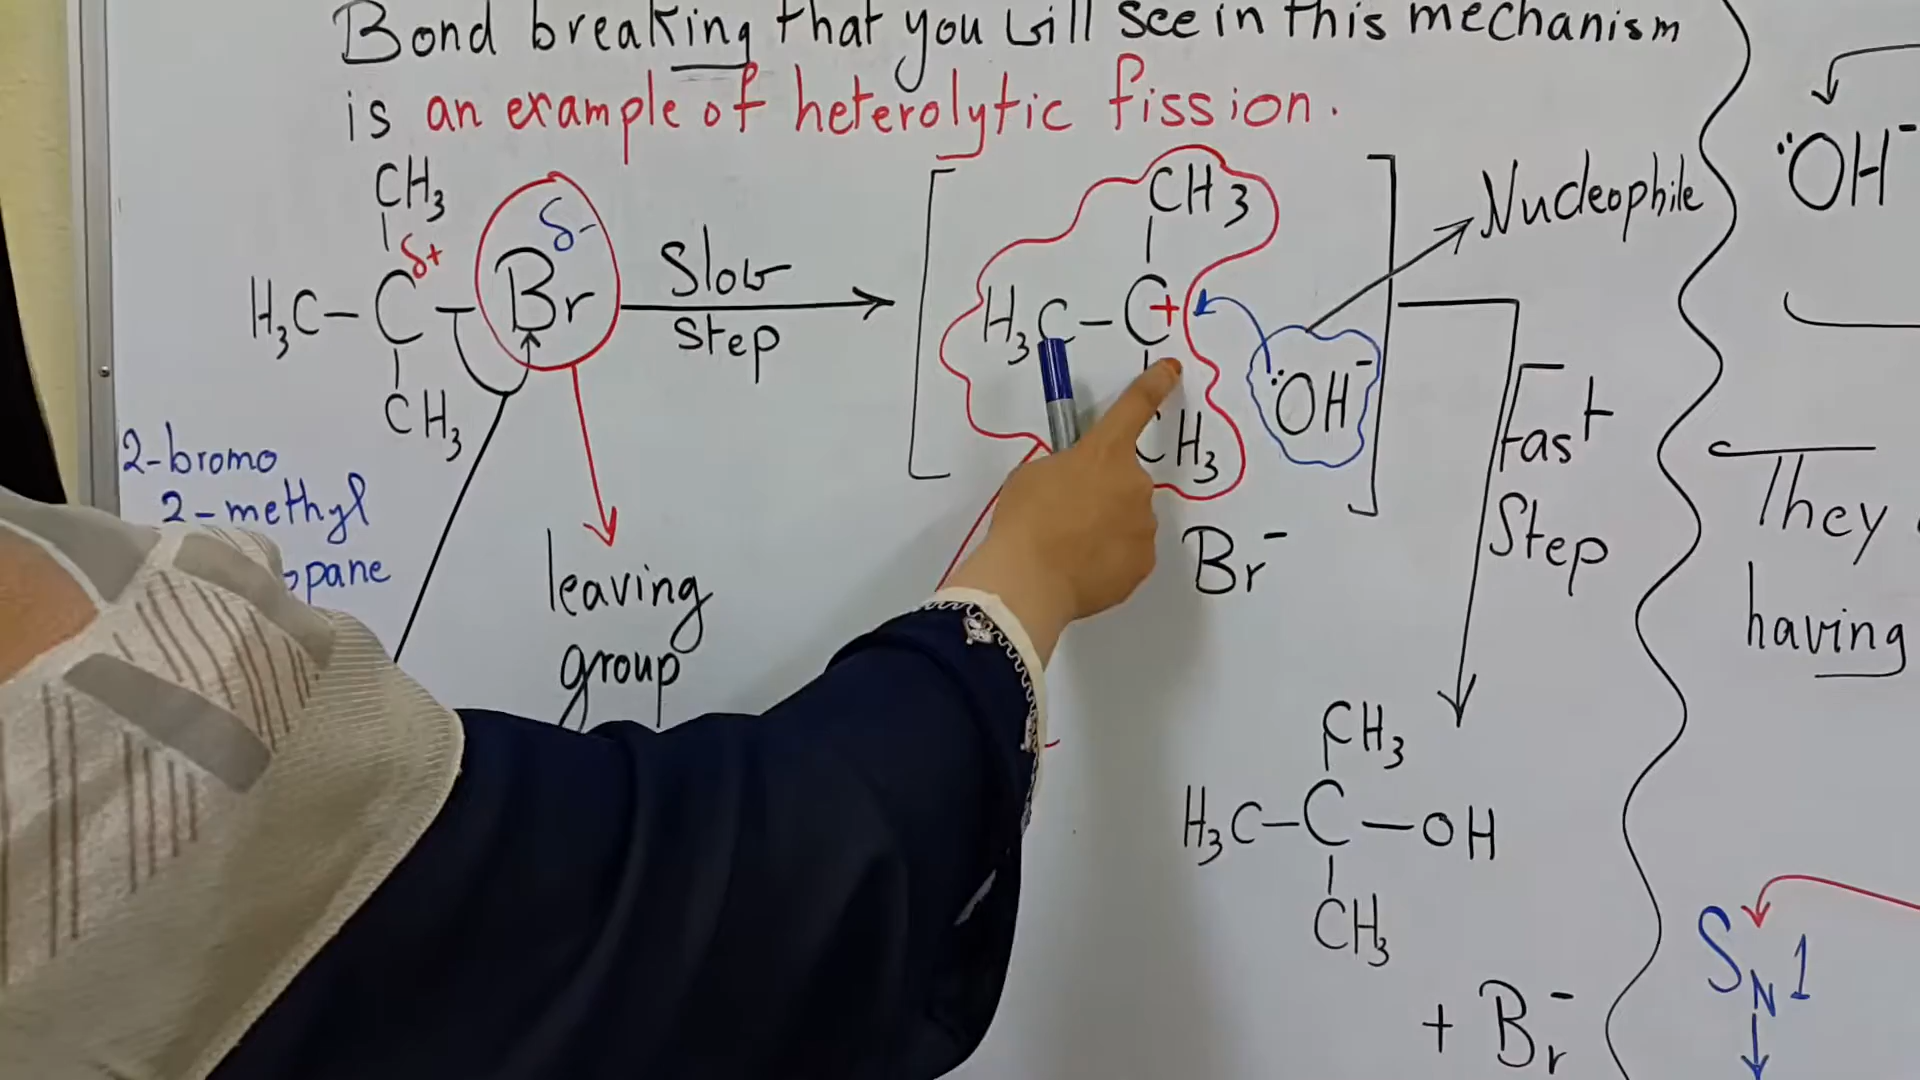 Bond breaking that you will see in this mechanism
is an example of heterolytic fission.
CH3
H3C-C-Br
δ+
δ-
CH3
2-bromo
2-methyl
pane
Slow
Step
leaving
group
CH3
H3C-C+
CH3
:OH-
Br-
Nucleophile
Fast
Step
CH3
H3C-C-OH
CH3
+ Br-
:OH-
They
having
SN1